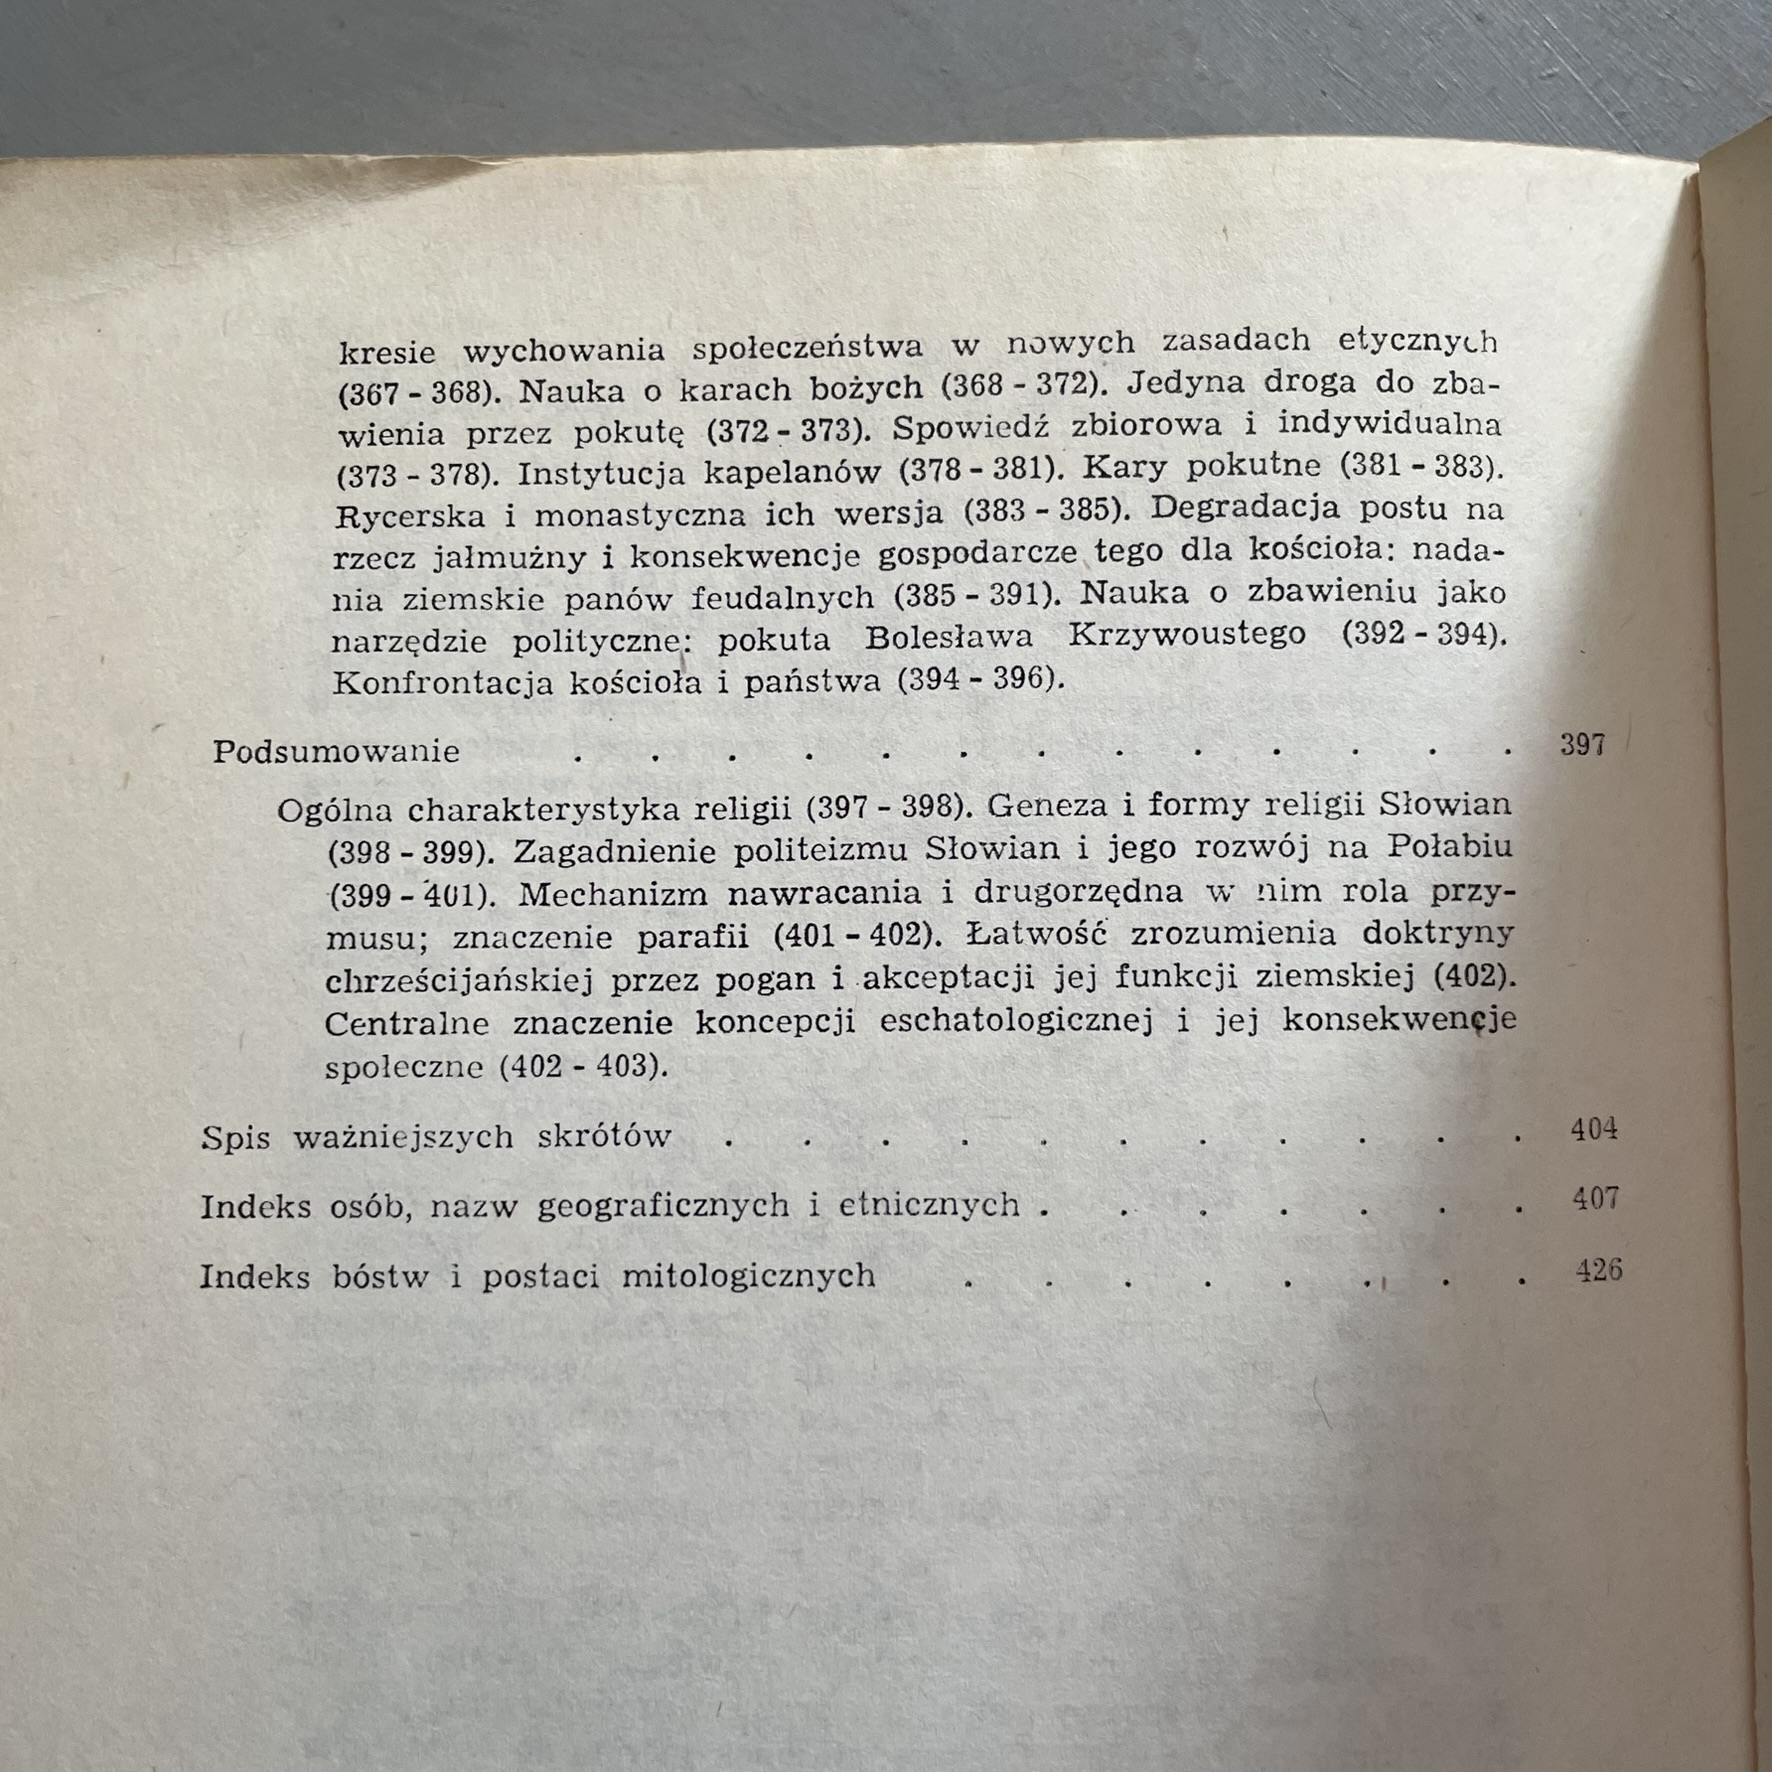 kresie wychowania społeczeństwa w nowych zasadach etycznych
(367 - 368). Nauka o karach bożych (368 - 372). Jedyna droga do zba-
wienia przez pokutę (372 - 373). Spowiedź zbiorowa i indywidualna
(373 - 378). Instytucja kapelanów (378 - 381). Kary pokutne (381 - 383).
Rycerska i monastyczna ich wersja (383 - 385). Degradacja postu na
rzecz jałmużny i konsekwencje gospodarcze tego dla kościoła: nada-
nia ziemskie panów feudalnych (385 - 391). Nauka o zbawieniu jako
narzędzie polityczne: pokuta Bolesława Krzywoustego (392 - 394).
Konfrontacja kościoła i państwa (394 - 396).
Podsumowanie . . . . . . . . . . . . . 397
Ogólna charakterystyka religii (397 - 398). Geneza i formy religii Słowian
(398 - 399). Zagadnienie politeizmu Słowian i jego rozwój na Połabiu
(399 - 401). Mechanizm nawracania i drugorzędna w nim rola przy-
musu; znaczenie parafii (401 - 402). Łatwość zrozumienia doktryny
chrześcijańskiej przez pogan i akceptacji jej funkcji ziemskiej (402).
Centralne znaczenie koncepcji eschatologicznej i jej konsekwencje
społeczne (402 - 403).
Spis ważniejszych skrótów . . . . . . . . . . . 404
Indeks osób, nazw geograficznych i etnicznych . . . . . . . 407
Indeks bóstw i postaci mitologicznych . . . . . . . . 426